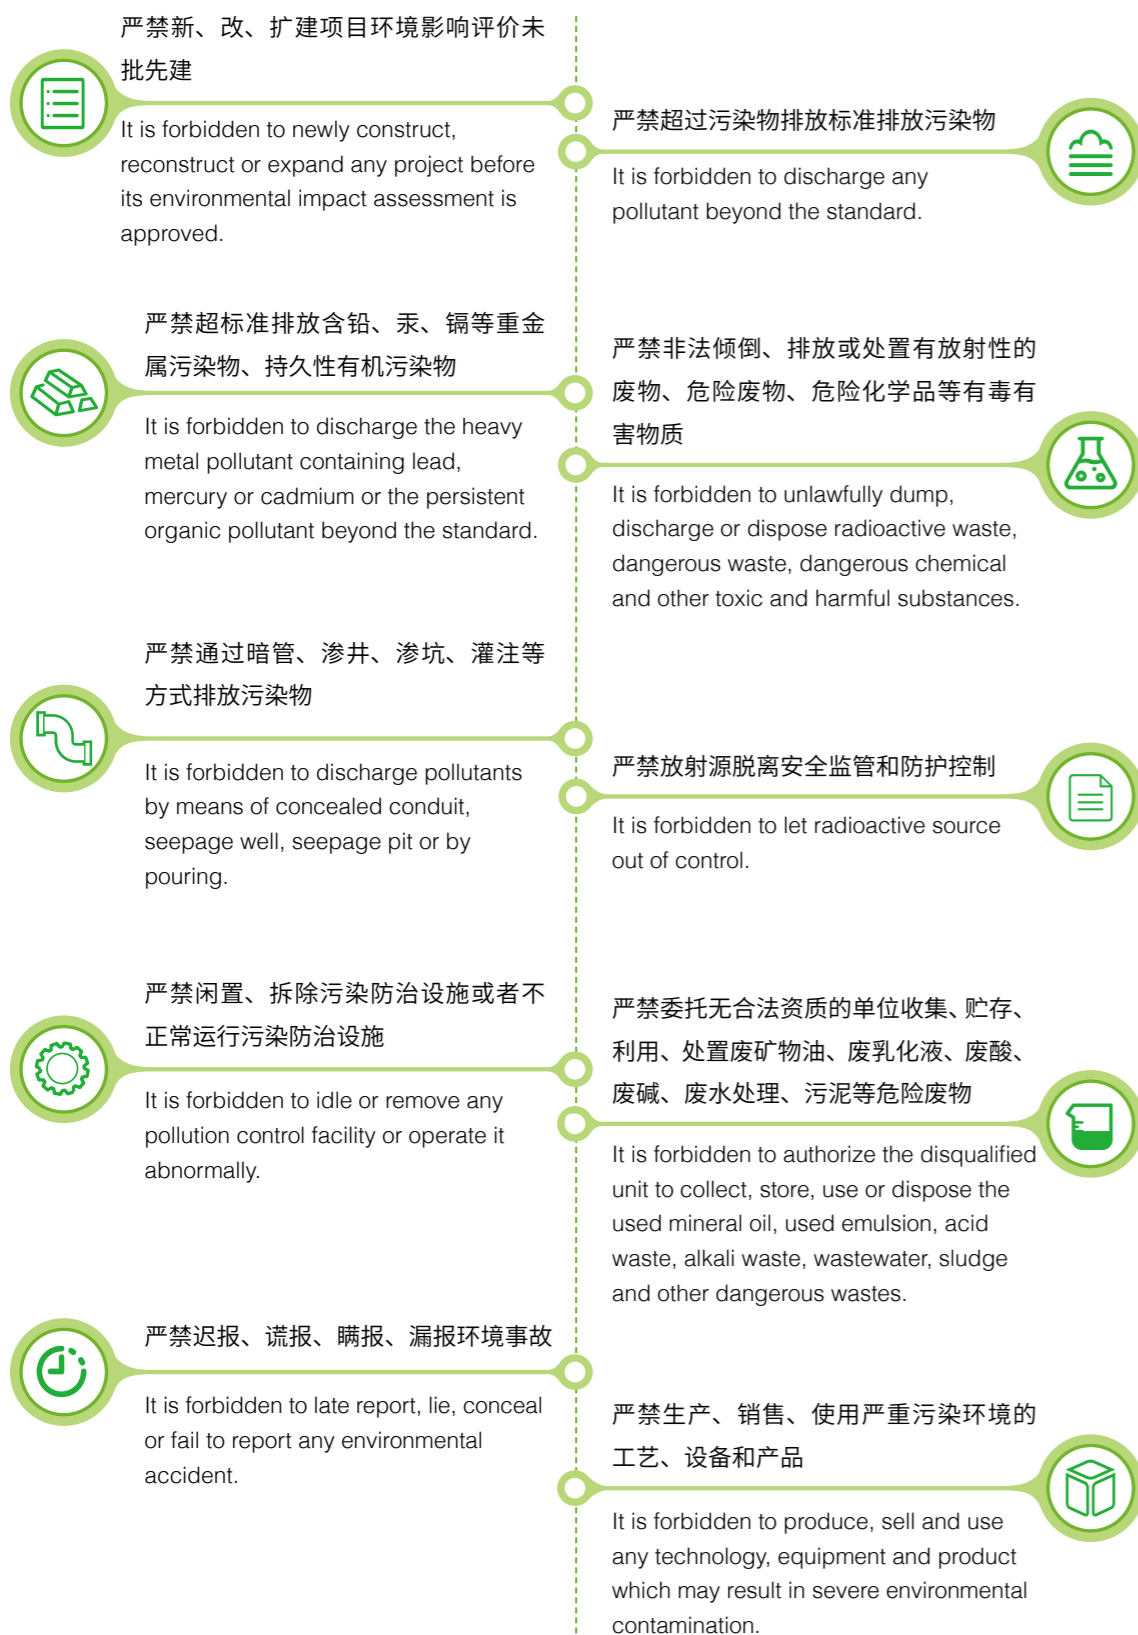 严禁新、改、扩建项目环境影响评价未
批先建
It is forbidden to newly construct,
reconstruct or expand any project before
its environmental impact assessment is
approved.
严禁超过污染物排放标准排放污染物
It is forbidden to discharge any
pollutant beyond the standard.
严禁超标准排放含铅、汞、镉等重金
属污染物、持久性有机污染物
It is forbidden to discharge the heavy
metal pollutant containing lead,
mercury or cadmium or the persistent
organic pollutant beyond the standard.
严禁非法倾倒、排放或处置有放射性的
废物、危险废物、危险化学品等有毒有
害物质
It is forbidden to unlawfully dump,
discharge or dispose radioactive waste,
dangerous waste, dangerous chemical
and other toxic and harmful substances.
严禁通过暗管、渗井、渗坑、灌注等
方式排放污染物
It is forbidden to discharge pollutants
by means of concealed conduit,
seepage well, seepage pit or by
pouring.
严禁放射源脱离安全监管和防护控制
It is forbidden to let radioactive source
out of control.
严禁闲置、拆除污染防治设施或者不
正常运行污染防治设施
It is forbidden to idle or remove any
pollution control facility or operate it
abnormally.
严禁委托无合法资质的单位收集、贮存、
利用、处置废矿物油、废乳化液、废酸、
废碱、废水处理、污泥等危险废物
It is forbidden to authorize the disqualified
unit to collect, store, use or dispose the
used mineral oil, used emulsion, acid
waste, alkali waste, wastewater, sludge
and other dangerous wastes.
严禁迟报、谎报、瞒报、漏报环境事故
It is forbidden to late report, lie, conceal
or fail to report any environmental
accident.
严禁生产、销售、使用严重污染环境的
工艺、设备和产品
It is forbidden to produce, sell and use
any technology, equipment and product
which may result in severe environmental
contamination.